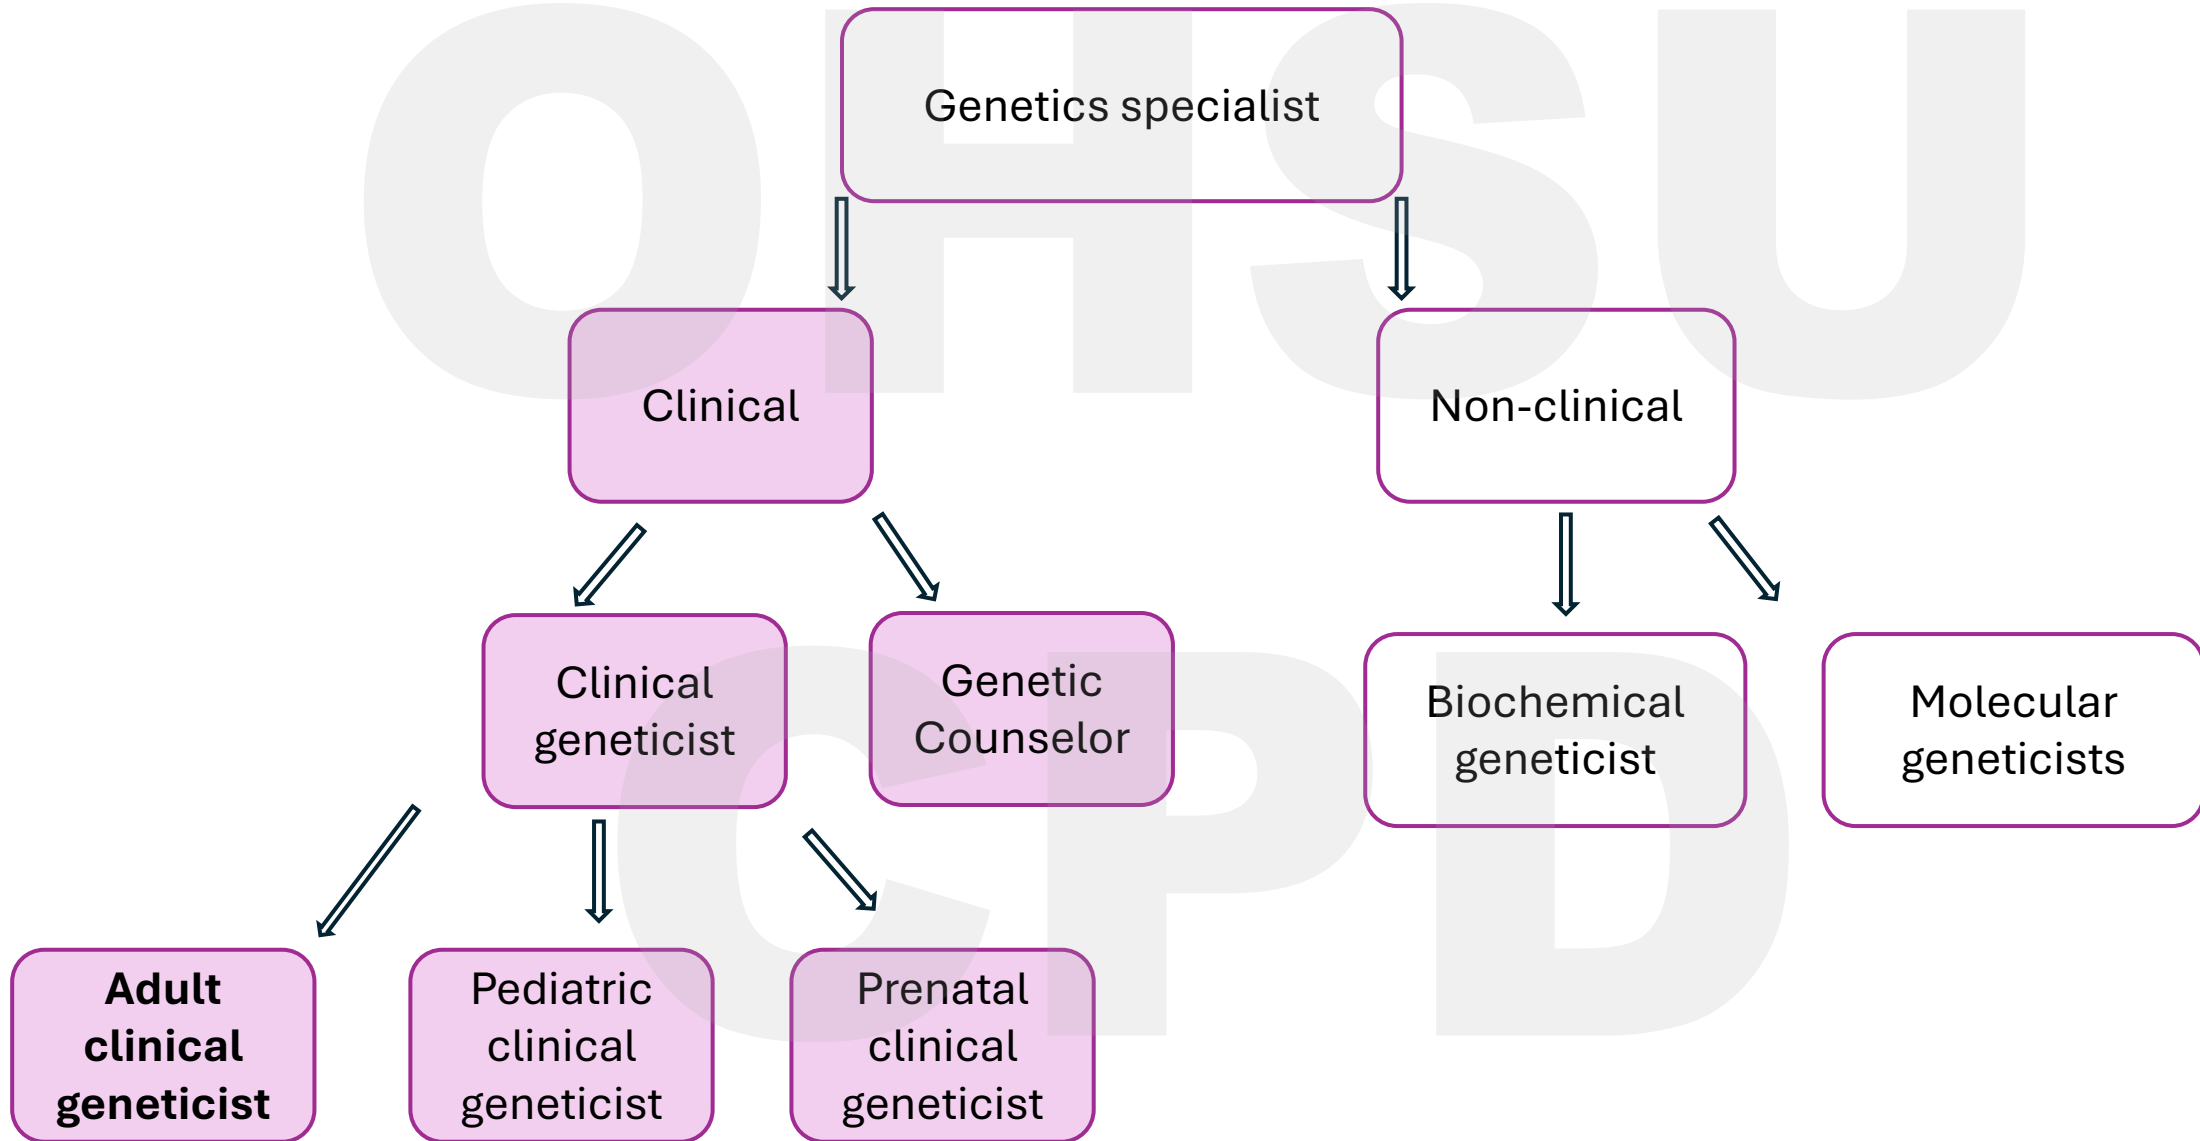 OHSU
Genetics specialist
Clinical
Non-clinical
Clinical
geneticist
Genetic
Counselor
Biochemical
geneticist
Molecular
geneticists
CPD
Adult
clinical
geneticist
Pediatric
clinical
geneticist
Prenatal
clinical
geneticist